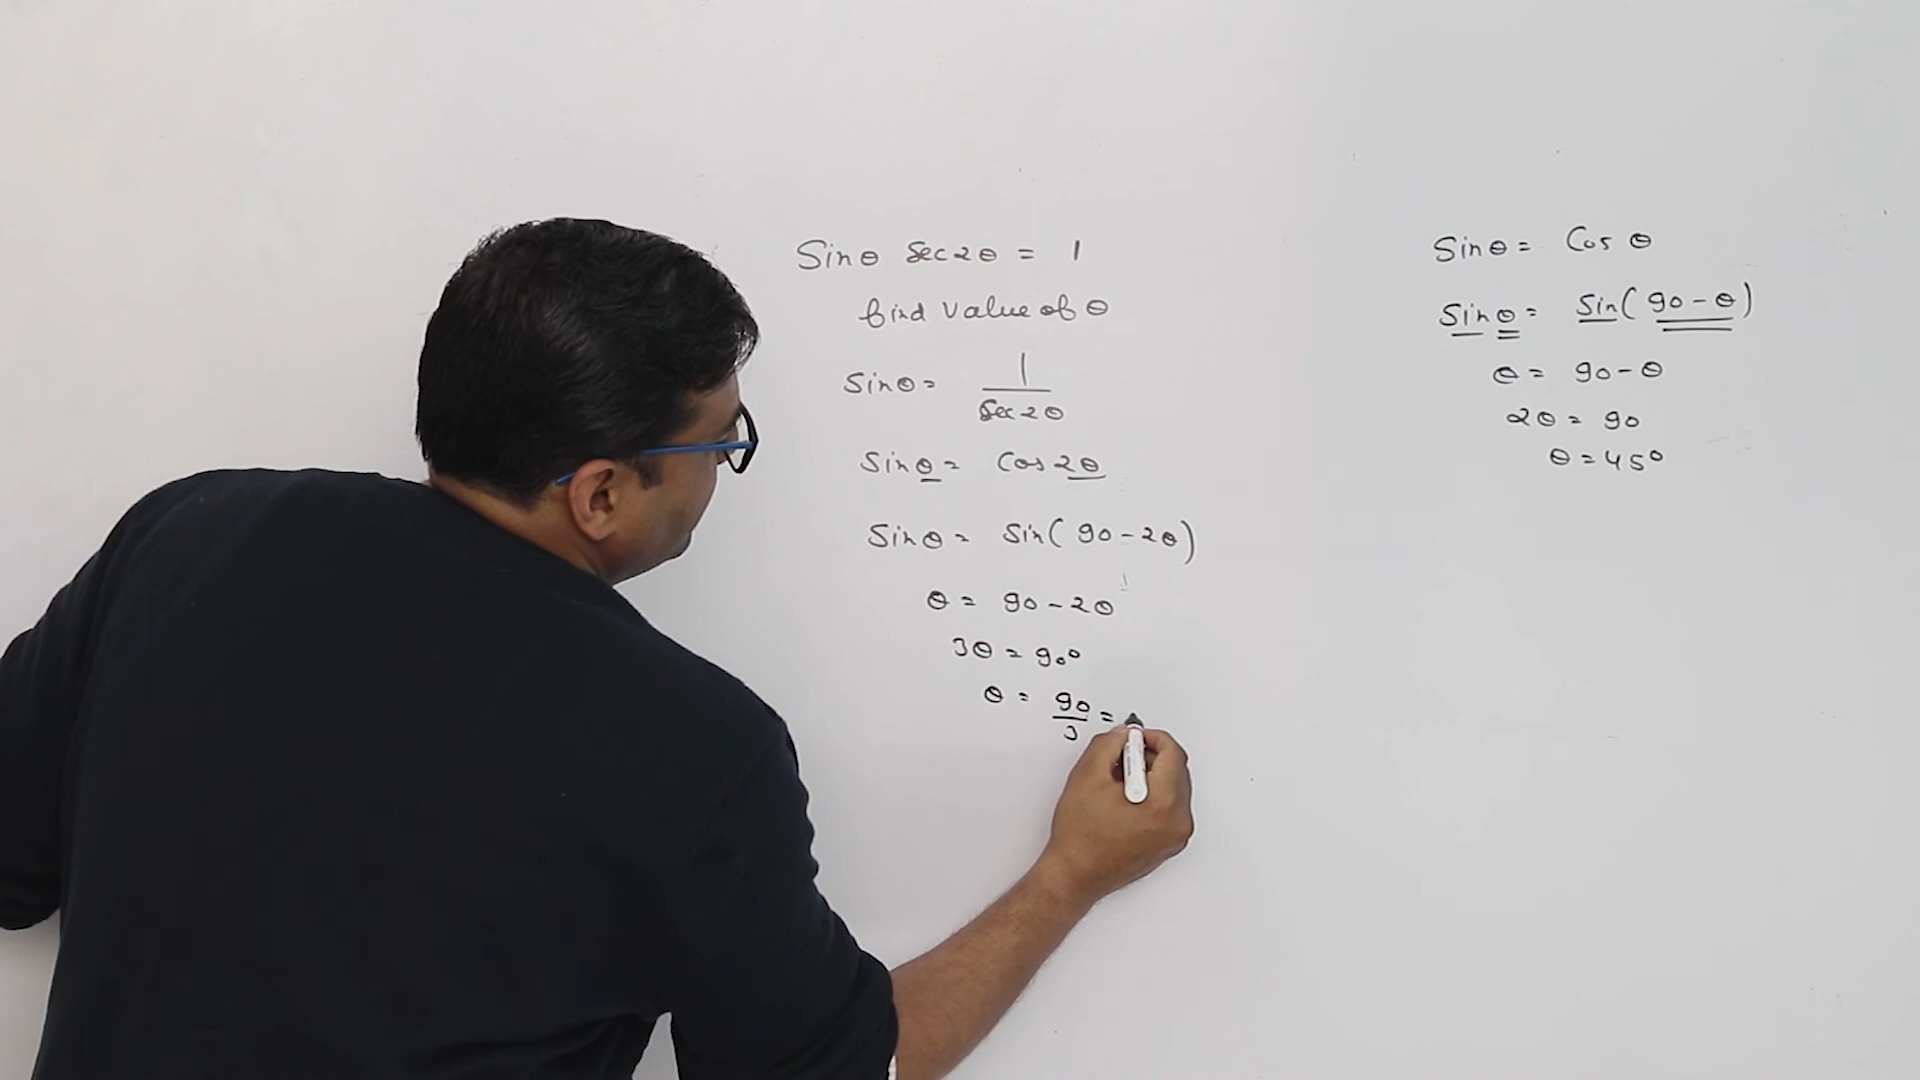 Sinθ Sec2θ = 1
find value of θ
Sinθ = 1/Sec2θ
Sinθ = Cos2θ
Sinθ = Sin(90-2θ)
θ = 90-2θ
3θ = 90°
θ = 90/3 =
Sinθ = Cosθ
Sinθ = Sin(90-θ)
θ = 90-θ
2θ = 90
θ = 45°